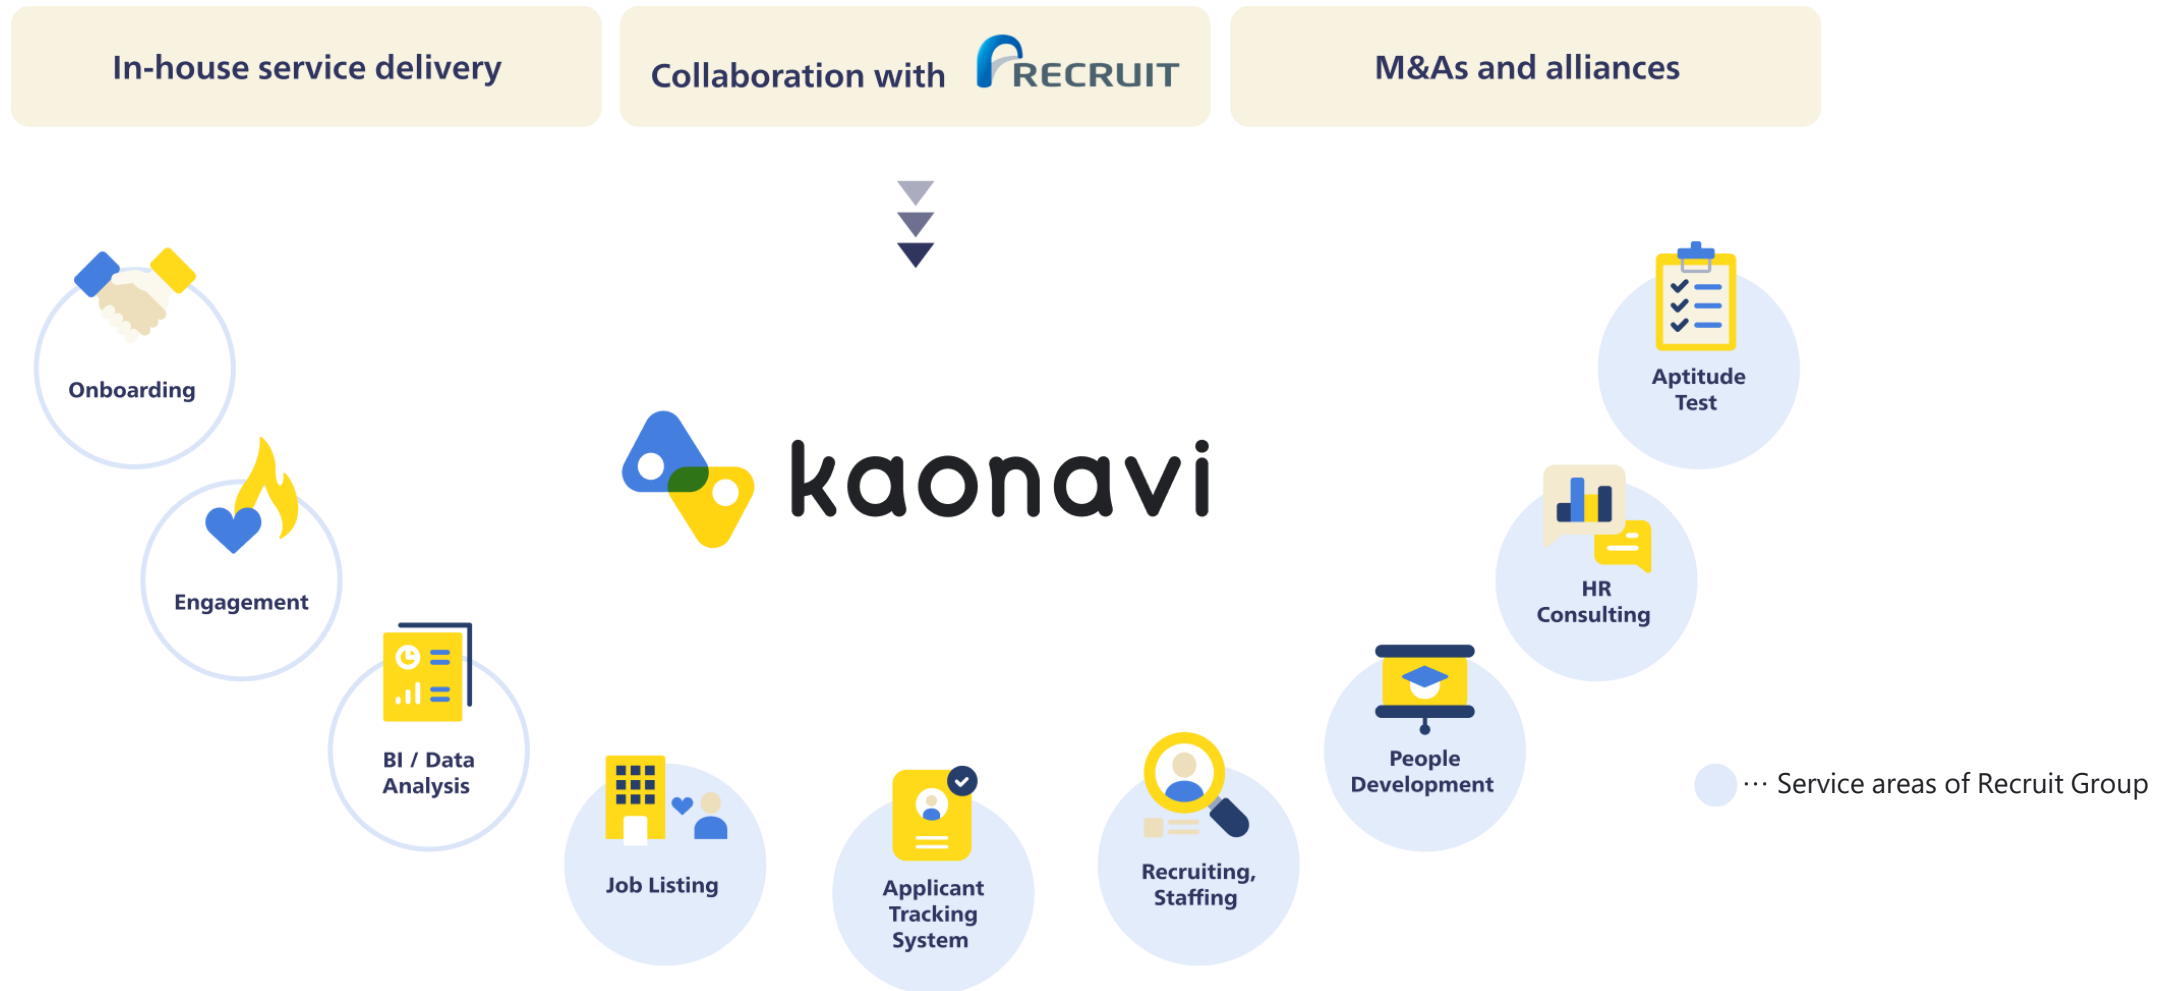 In-house service delivery
Collaboration with RECRUIT
M&As and alliances
Onboarding
Engagement
BI / Data
Analysis
Job Listing
Applicant
Tracking
System
Recruiting,
Staffing
People
Development
HR
Consulting
Aptitude
Test
kaonavi
… Service areas of Recruit Group